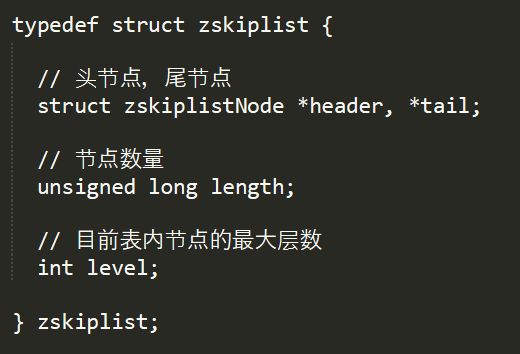 typedef struct zskiplist {
// 头节点，尾节点
struct zskiplistNode *header, *tail;
// 节点数量
unsigned long length;
// 目前表内节点的最大层数
int level;
} zskiplist;